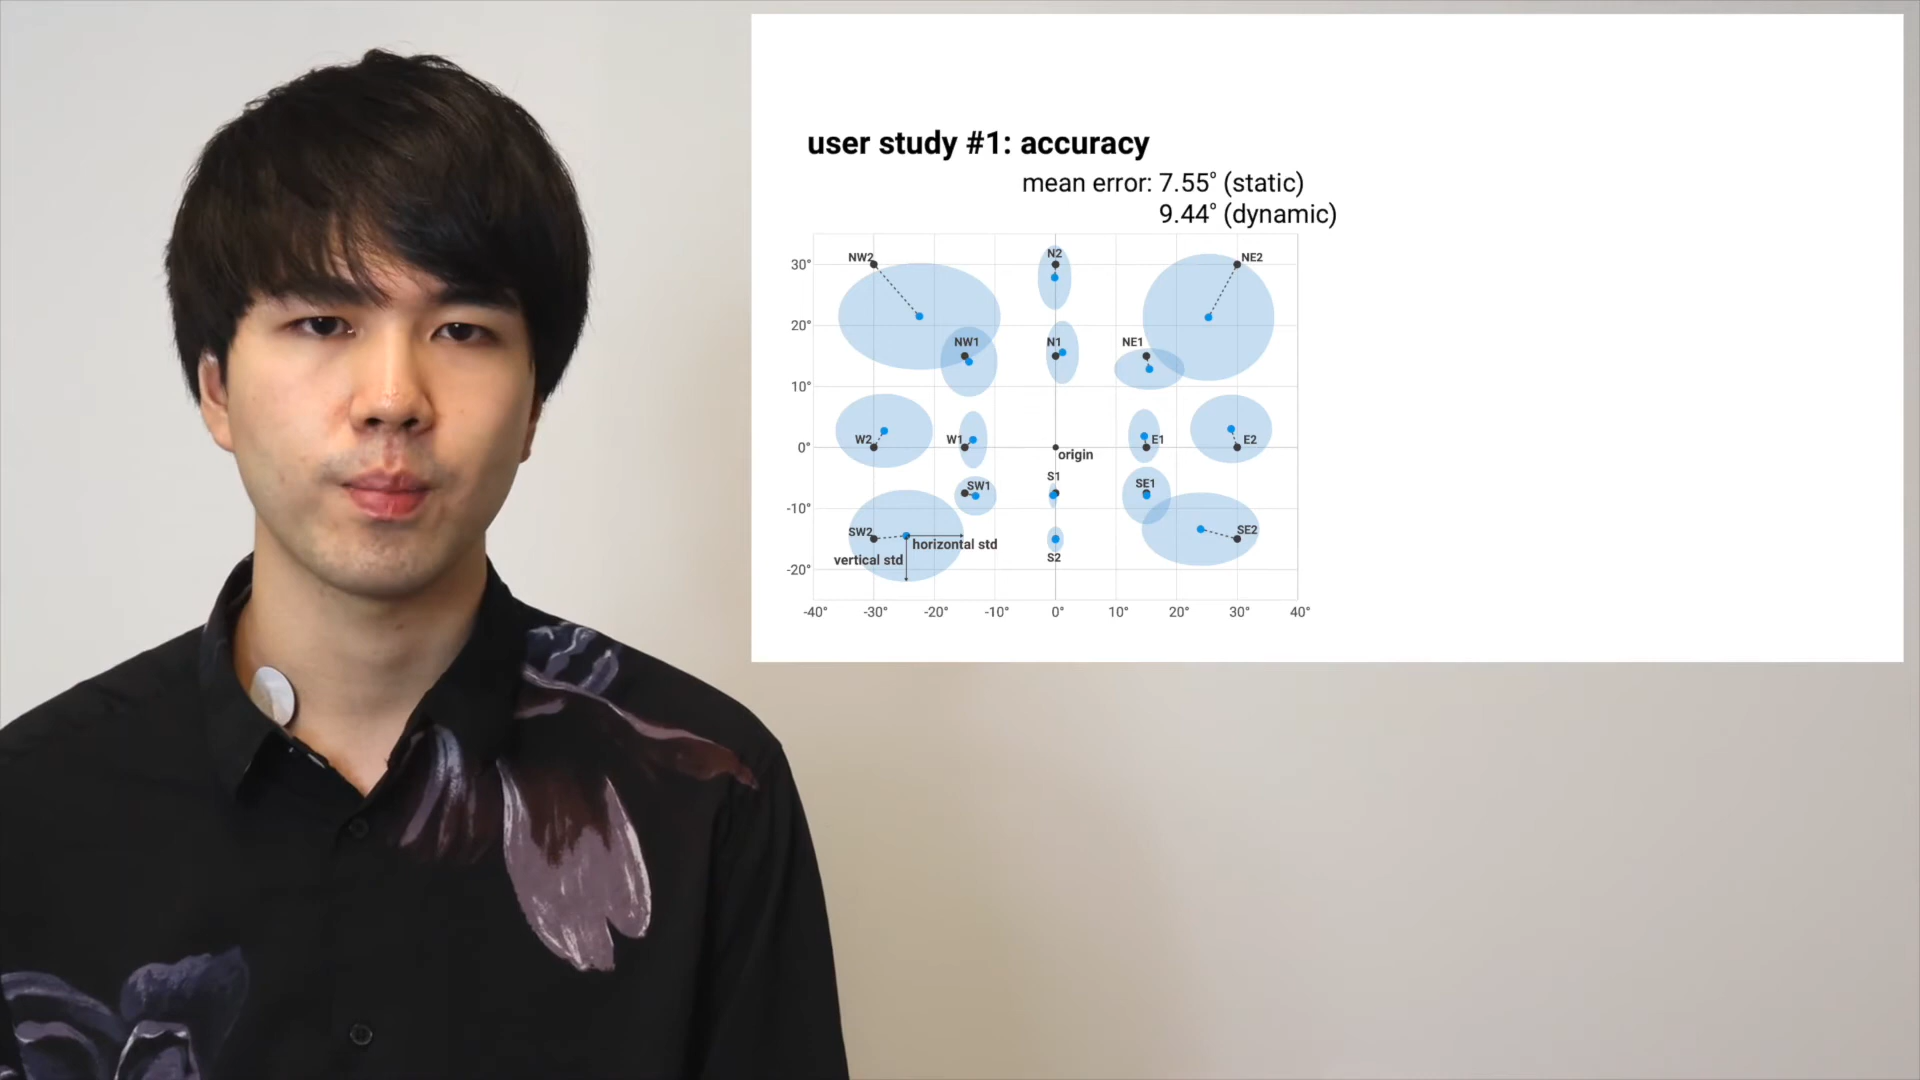 user study #1: accuracy
mean error: 7.55° (static)
9.44° (dynamic)
NW2
N2
NE2
30°
20°
NW1
N1
NE1
10°
W2
W1
E1
E2
0°
origin
S1
SW1
SE1
-10°
SW2
SE2
horizontal std
vertical std
S2
-20°
-40°
-30°
-20°
-10°
0°
10°
20°
30°
40°